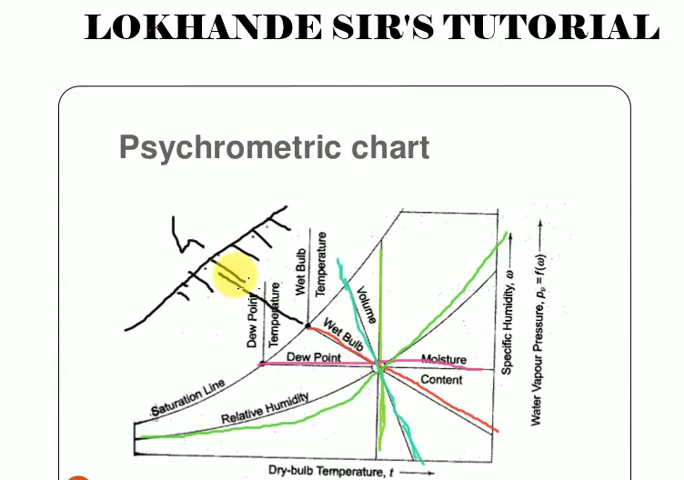 LOKHANDE SIR'S TUTORIAL
Psychrometric chart
Wet Bulb
Temperature
Dew Point
Temperature
Volume
Wet Bulb
Dew Point
Moisture
Content
Saturation Line
Relative Humidity
Specific Humidity, ω
Water Vapour Pressure, pᵥ = f(ω)
Dry-bulb Temperature, t